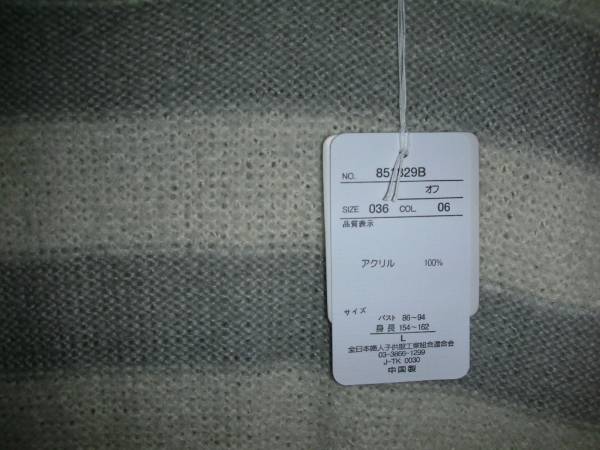 NO. 851829B
オフ
SIZE 036 COL. 06
品質表示
アクリル 100%
サイズ
バスト 86~94
身長 154~162
L
全日本婦人子供服工業組合連合会
03-3866-1299
J-TK 0030
中国製